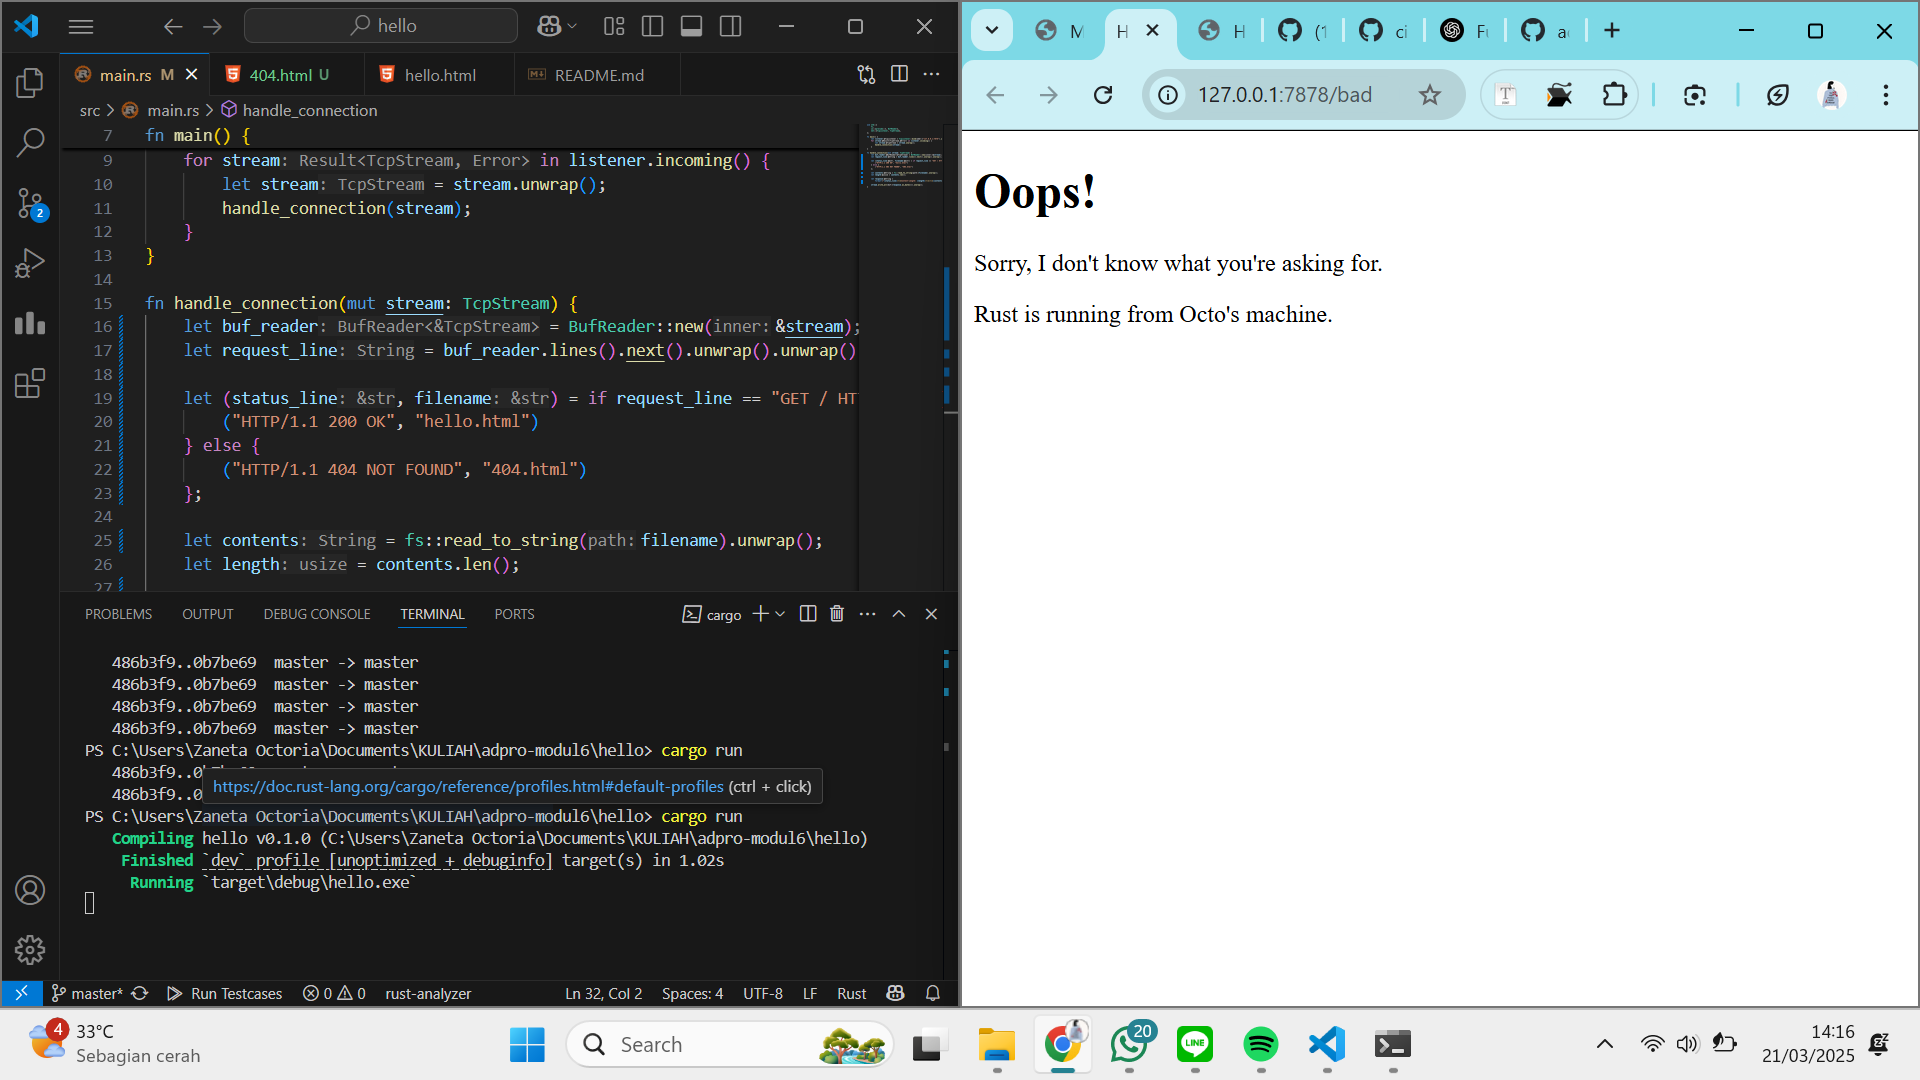 hello
main.rs M
404.html U
hello.html
README.md
src > main.rs > handle_connection
7 fn main() {
9 for stream: Result<TcpStream, Error> in listener.incoming() {
10 let stream: TcpStream = stream.unwrap();
11 handle_connection(stream);
12 }
13 }
14
15 fn handle_connection(mut stream: TcpStream) {
16 let buf_reader: BufReader<&TcpStream> = BufReader::new(inner: &stream);
17 let request_line: String = buf_reader.lines().next().unwrap().unwrap()
18
19 let (status_line: &str, filename: &str) = if request_line == "GET / HT
20 ("HTTP/1.1 200 OK", "hello.html")
21 } else {
22 ("HTTP/1.1 404 NOT FOUND", "404.html")
23 };
24
25 let contents: String = fs::read_to_string(path: filename).unwrap();
26 let length: usize = contents.len();
27
PROBLEMS OUTPUT DEBUG CONSOLE TERMINAL PORTS
cargo
486b3f9..0b7be69 master -> master
486b3f9..0b7be69 master -> master
486b3f9..0b7be69 master -> master
486b3f9..0b7be69 master -> master
PS C:\Users\Zaneta Octoria\Documents\KULIAH\adpro-modul6\hello> cargo run
486b3f9..0b
https://doc.rust-lang.org/cargo/reference/profiles.html#default-profiles (ctrl + click)
486b3f9..0
PS C:\Users\Zaneta Octoria\Documents\KULIAH\adpro-modul6\hello> cargo run
Compiling hello v0.1.0 (C:\Users\Zaneta Octoria\Documents\KULIAH\adpro-modul6\hello)
Finished `dev` profile [unoptimized + debuginfo] target(s) in 1.02s
Running `target\debug\hello.exe`
2
master* Run Testcases 0 0 rust-analyzer Ln 32, Col 2 Spaces: 4 UTF-8 LF Rust
M
H
H
(1
ci
Fu
127.0.0.1:7878/bad
T
Oops!
Sorry, I don't know what you're asking for.
Rust is running from Octo's machine.
4
33°C
Sebagian cerah
Search
20
LINE
14:16
21/03/2025